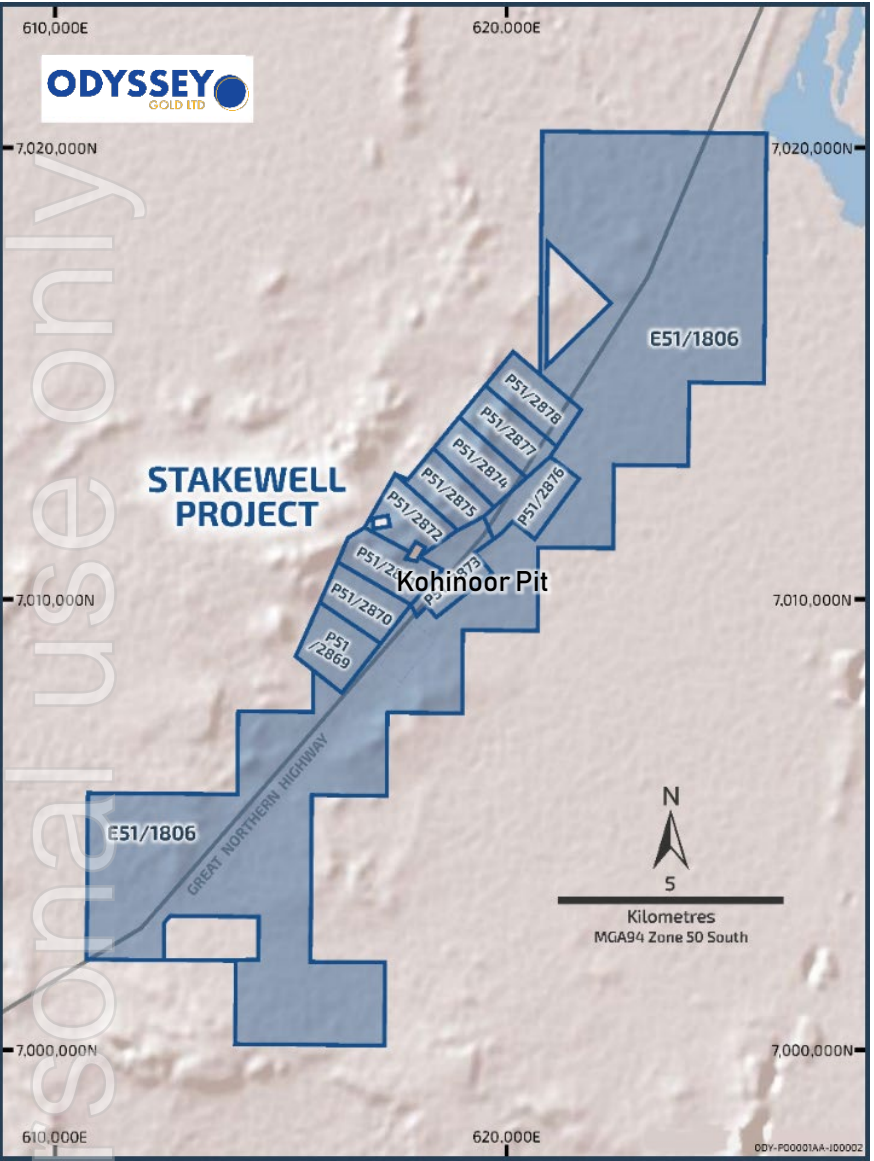 610,000E
620.000E
ODYSSEY
GOLD LTD
7,020,000N
7,020,000N
E51/1806
P51/2878
P51/2877
P51/2874
P51/2876
P51/2875
STAKEWELL
PROJECT
P51/2872
Kohinoor Pit
7,010,000N
7.010,000N
P51/2870
P51
/2869
GREAT NORTHERN HIGHWAY
E51/1806
N
5
Kilometres
MGA94 Zone 50 South
7,000,000N
7,000,000N
610,000E
620.000E
ODY-P00001AA-J00002
rsonal use only